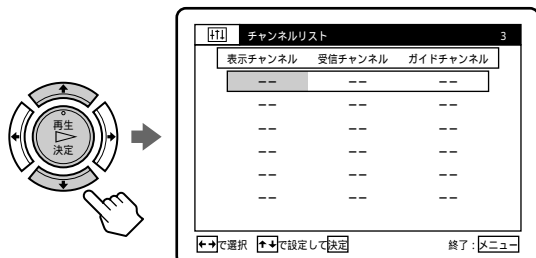 再生
決定
チャンネルリスト 3
表示チャンネル 受信チャンネル ガイドチャンネル
-- -- --
-- -- --
-- -- --
-- -- --
-- -- --
-- -- --
←→で選択 ↑↓で設定して決定 終了:メニュー